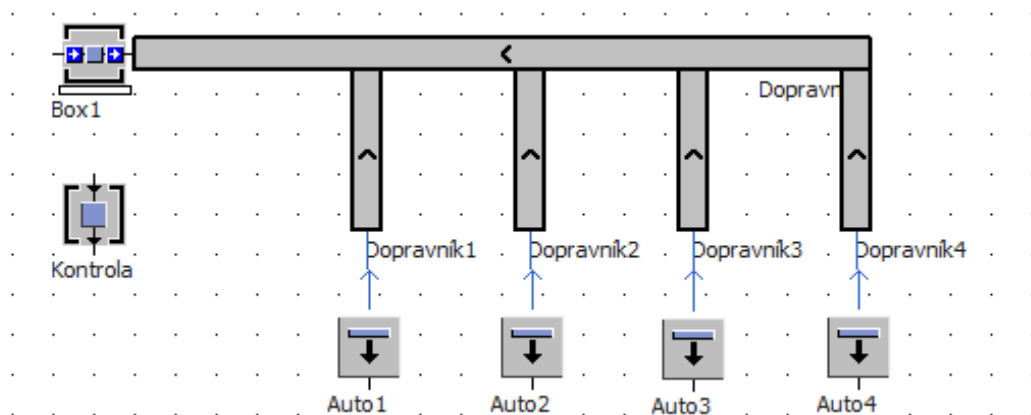 Box1
Dopravn
Kontrola
Dopravník1
Dopravník2
Dopravník3
Dopravník4
Auto1
Auto2
Auto3
Auto4